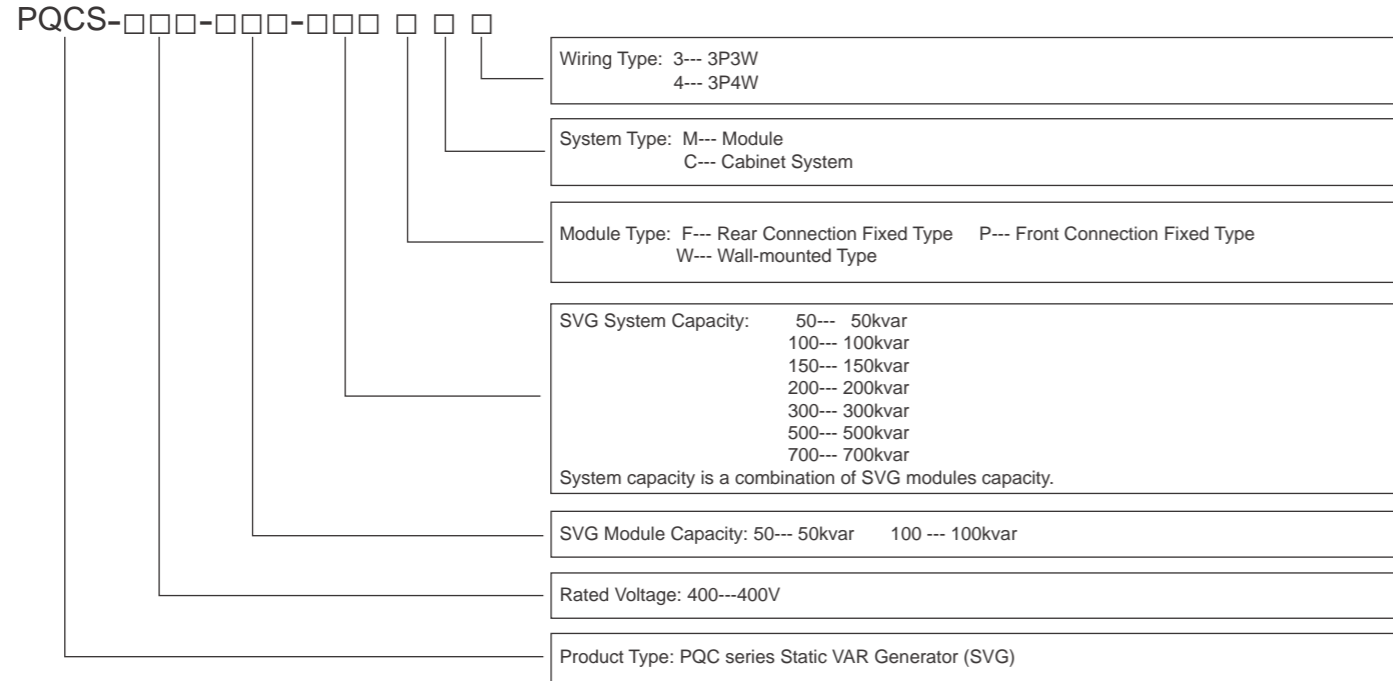 PQCS-□□□-□□□-□□□ □ □ □
Wiring Type: 3--- 3P3W
4--- 3P4W
System Type: M--- Module
C--- Cabinet System
Module Type: F--- Rear Connection Fixed Type P--- Front Connection Fixed Type
W--- Wall-mounted Type
SVG System Capacity: 50--- 50kvar
100--- 100kvar
150--- 150kvar
200--- 200kvar
300--- 300kvar
500--- 500kvar
700--- 700kvar
System capacity is a combination of SVG modules capacity.
SVG Module Capacity: 50--- 50kvar 100 --- 100kvar
Rated Voltage: 400---400V
Product Type: PQC series Static VAR Generator (SVG)